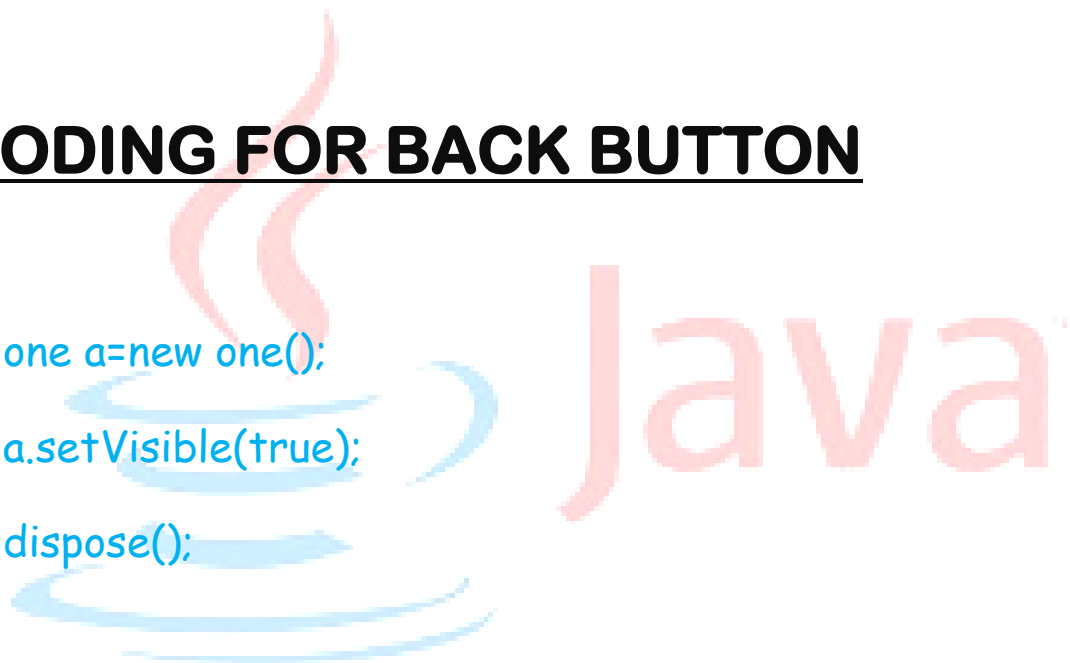 ODING FOR BACK BUTTON
one a=new one();
a.setVisible(true);
dispose();
Java